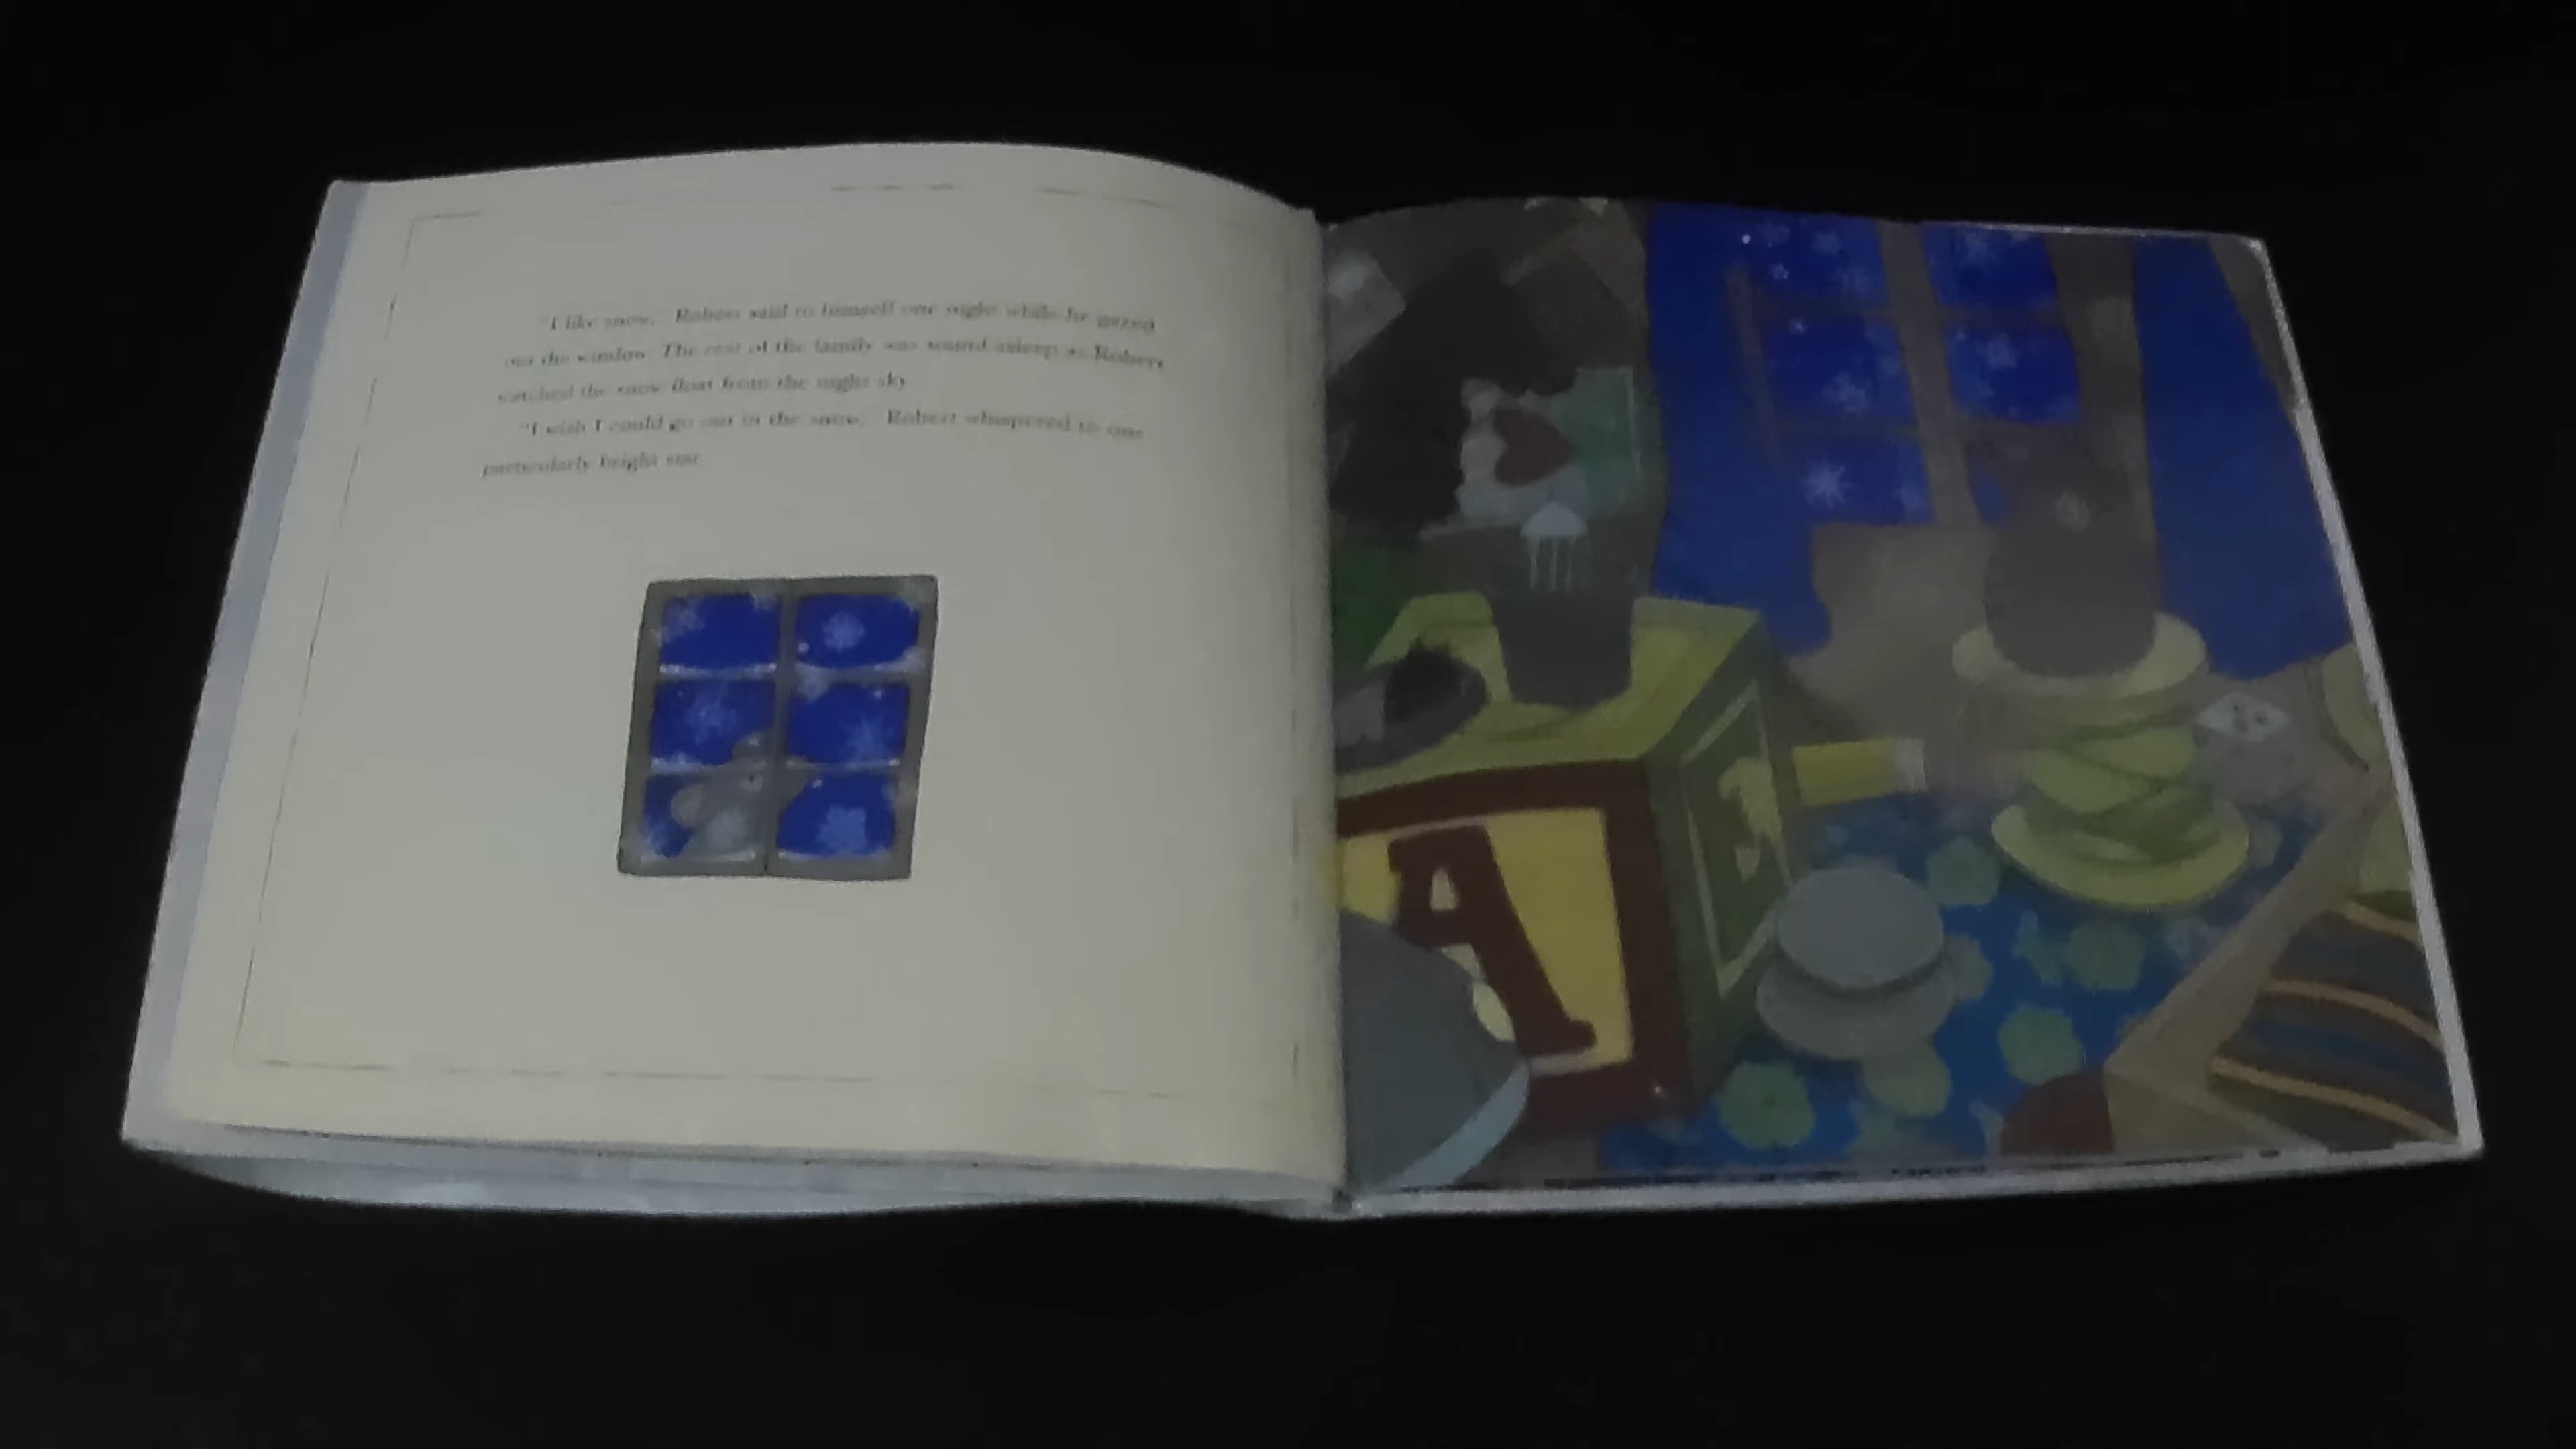 "I like snow," Robert said to himself one night while he gazed
out the window. The rest of the family was sound asleep as Robert
watched the snow float from the night sky.
"I wish I could go out in the snow," Robert whispered to one
particularly bright star.
A